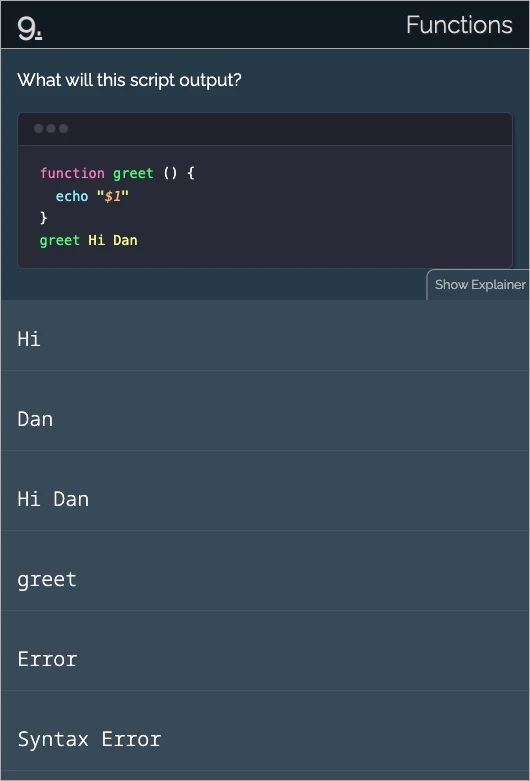 9.
Functions
What will this script output?
function greet () {
  echo "$1"
}
greet Hi Dan
Show Explainer
Hi
Dan
Hi Dan
greet
Error
Syntax Error